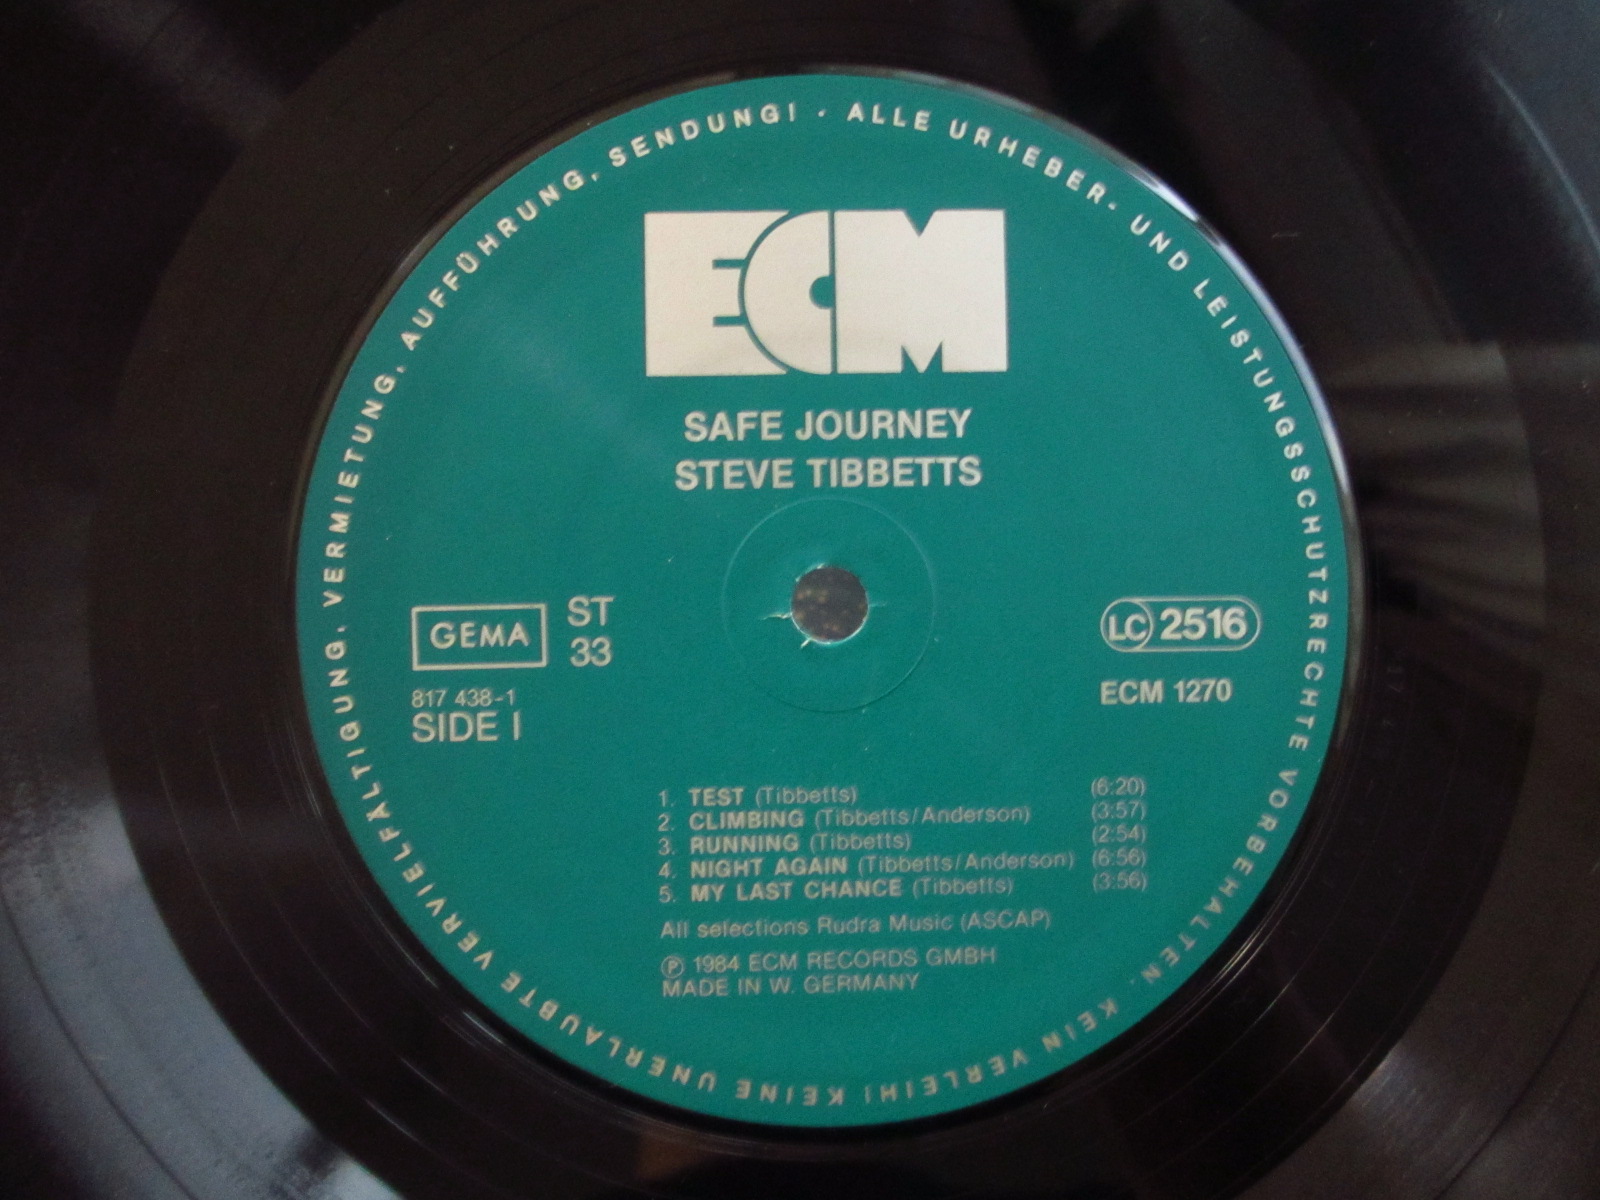 ALLE URHEBER- UND LEISTUNGSSCHUTZRECHTE VORBEHALTEN. KEIN VERLEIH! KEINE UNERLAUBTE VERVIELFÄLTIGUNG, VERMIETUNG, AUFFÜHRUNG, SENDUNG! ·
ECM
SAFE JOURNEY
STEVE TIBBETTS
GEMA
ST
33
817 438-1
SIDE I
LC 2516
ECM 1270
1. TEST (Tibbetts) (6:20)
2. CLIMBING (Tibbetts/Anderson) (3:57)
3. RUNNING (Tibbetts) (2:54)
4. NIGHT AGAIN (Tibbetts/Anderson) (6:56)
5. MY LAST CHANCE (Tibbetts) (3:56)
All selections Rudra Music (ASCAP)
Ⓟ 1984 ECM RECORDS GMBH
MADE IN W. GERMANY